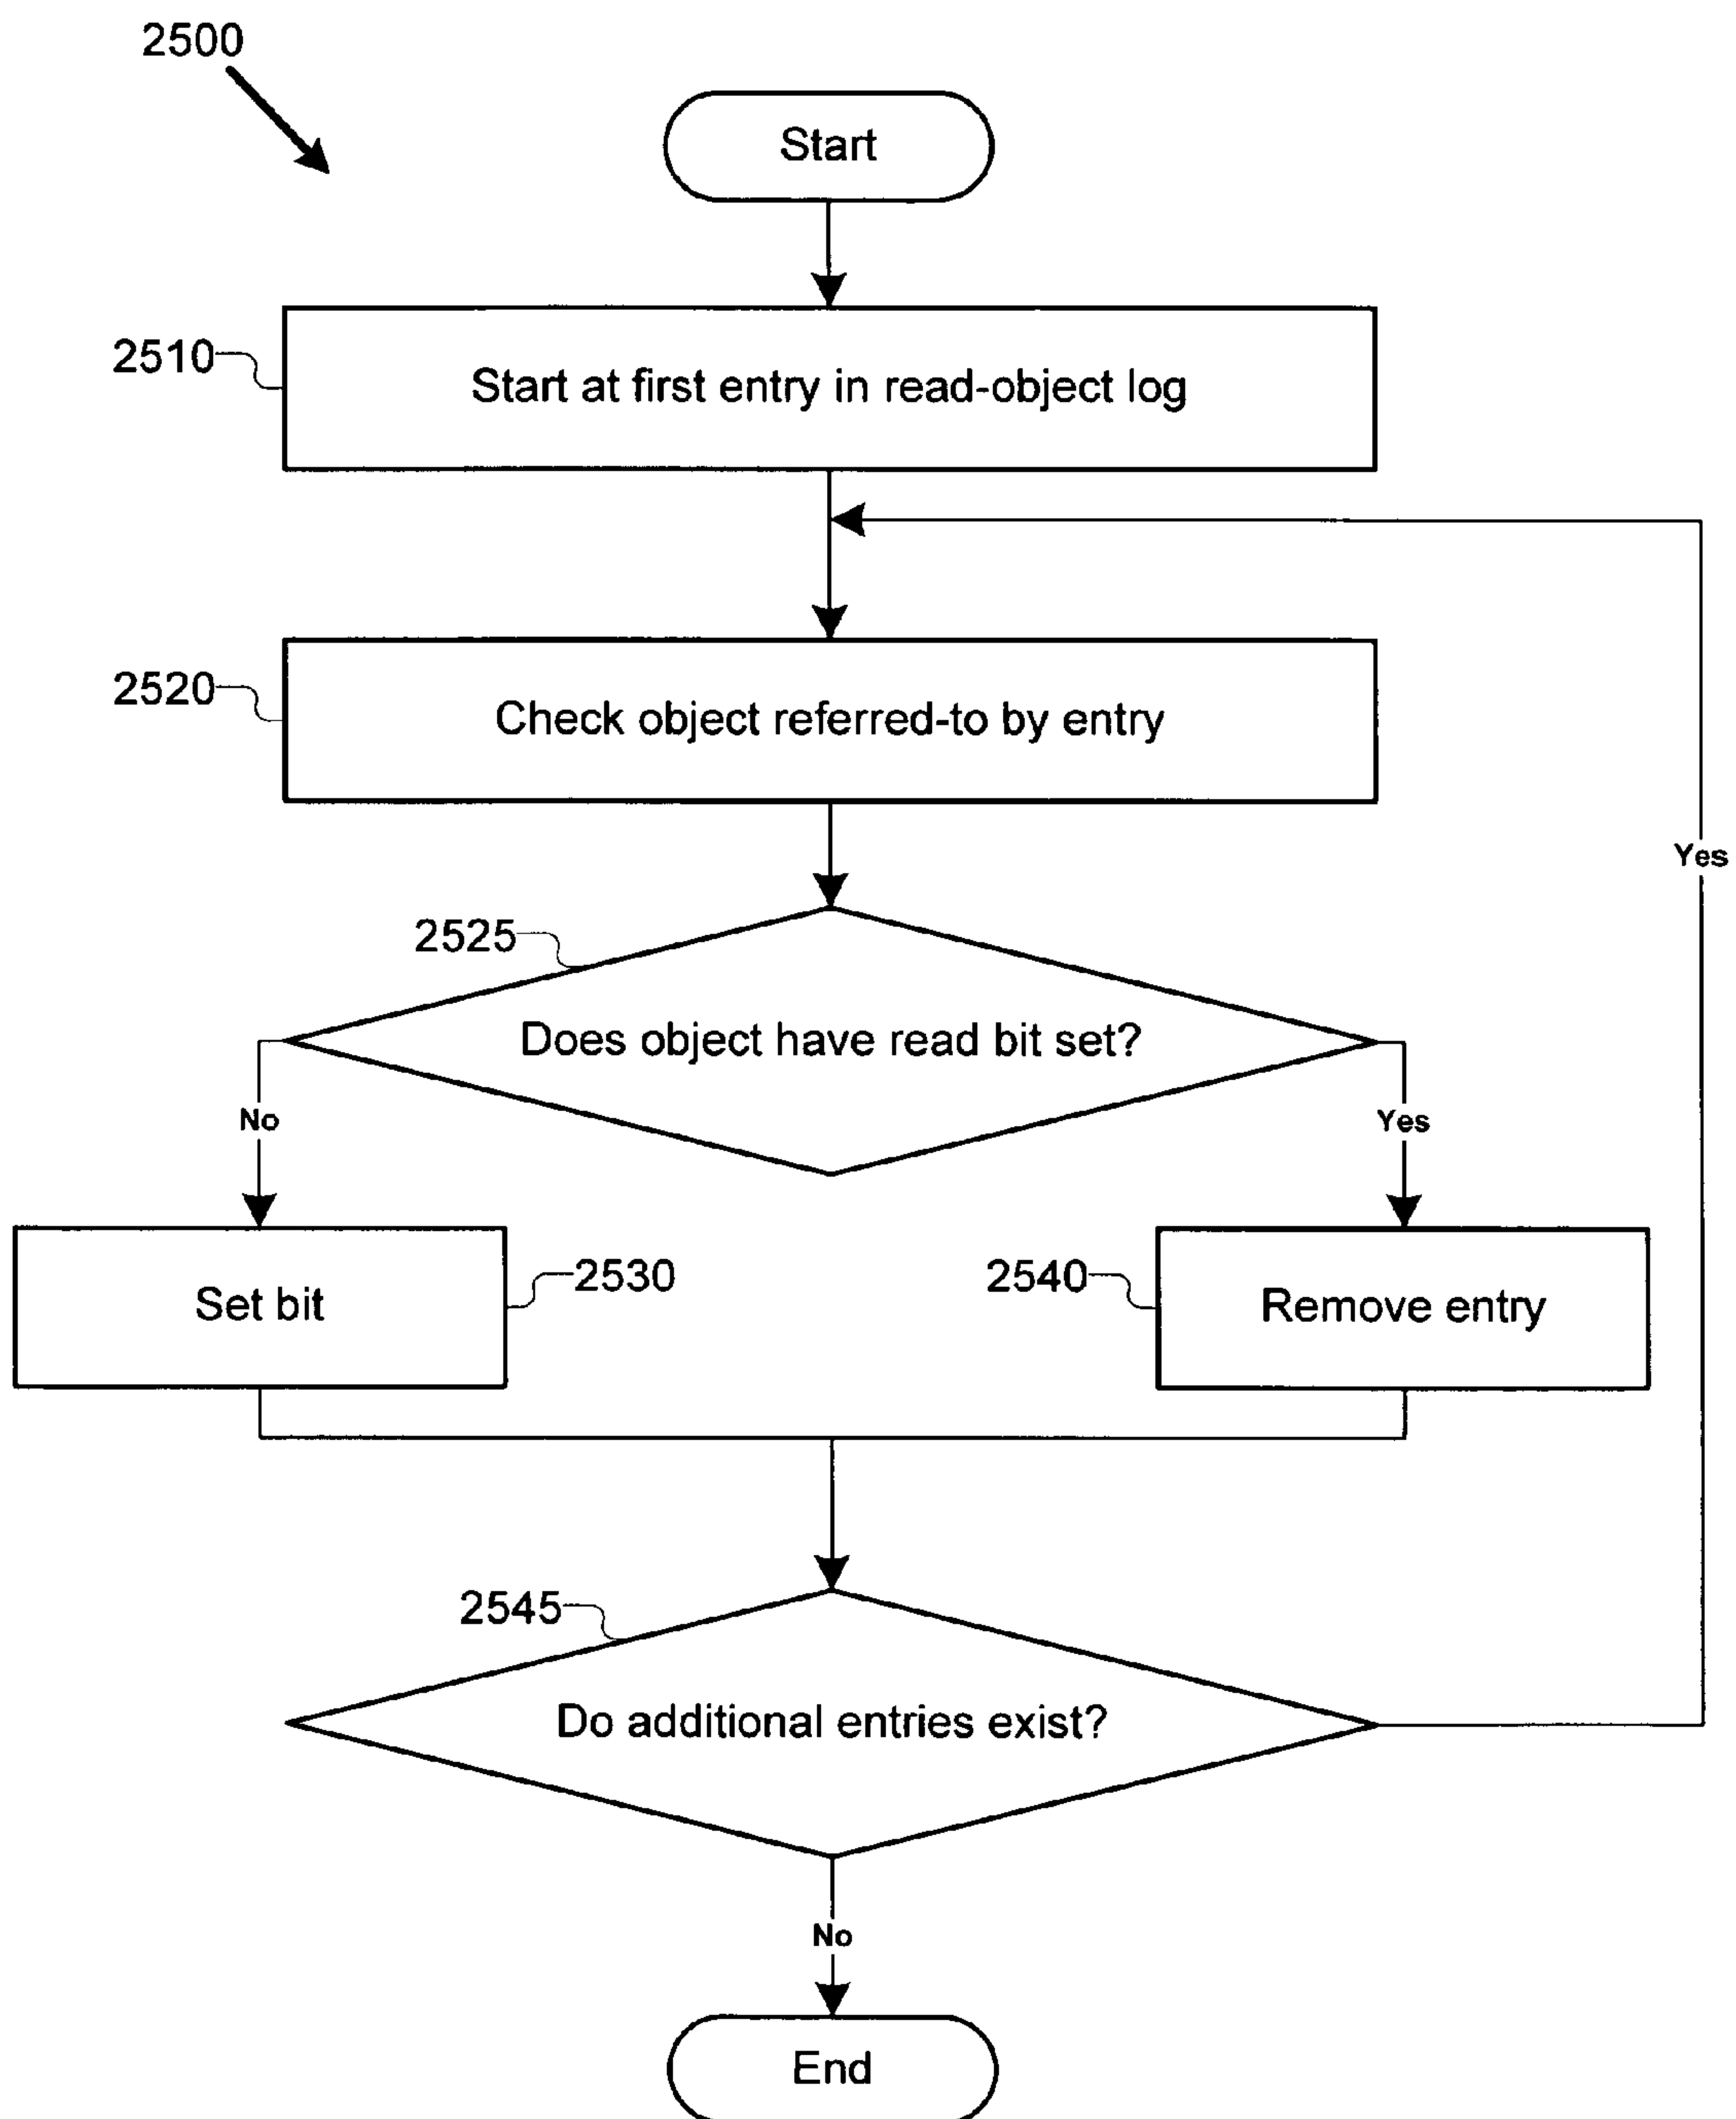 2500
Start
2510
Start at first entry in read-object log
2520
Check object referred-to by entry
Yes
2525
Does object have read bit set?
No
Yes
Set bit
2530
2540
Remove entry
2545
Do additional entries exist?
No
End